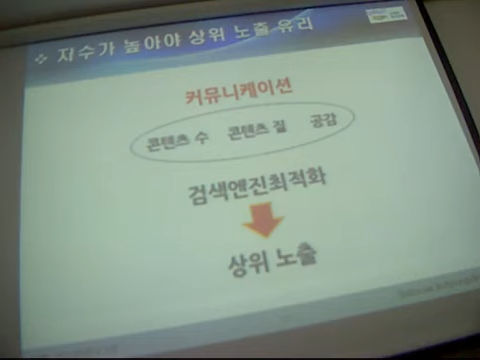 ❖ 지수가 높아야 상위 노출 유리
커뮤니케이션
콘텐츠 수 콘텐츠 질 공감
검색엔진최적화
상위 노출